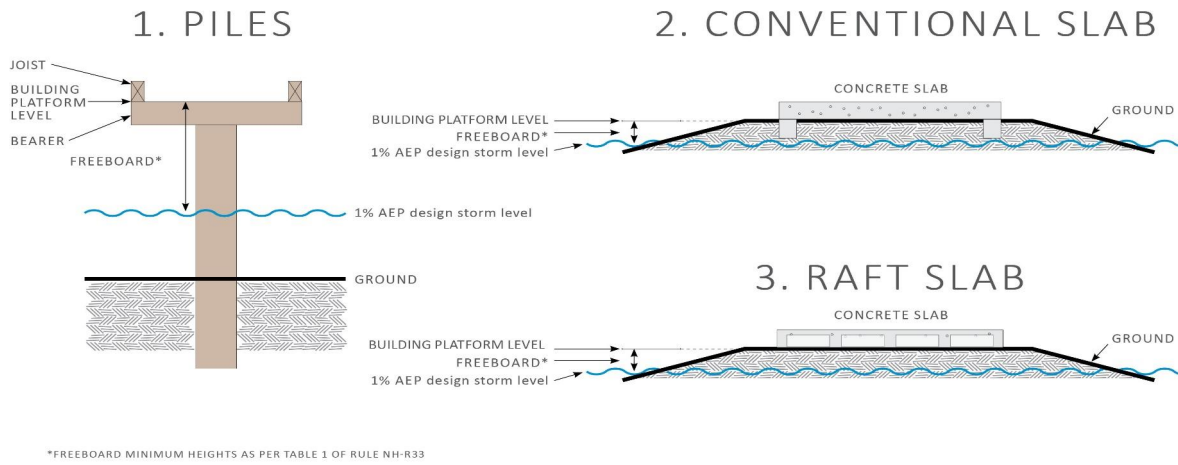 1. PILES
JOIST
BUILDING
PLATFORM
LEVEL
BEARER
FREEBOARD*
1% AEP design storm level
GROUND
2. CONVENTIONAL SLAB
CONCRETE SLAB
GROUND
BUILDING PLATFORM LEVEL
FREEBOARD*
1% AEP design storm level
3. RAFT SLAB
CONCRETE SLAB
GROUND
BUILDING PLATFORM LEVEL
FREEBOARD*
1% AEP design storm level
*FREEBOARD MINIMUM HEIGHTS AS PER TABLE 1 OF RULE NH-R33